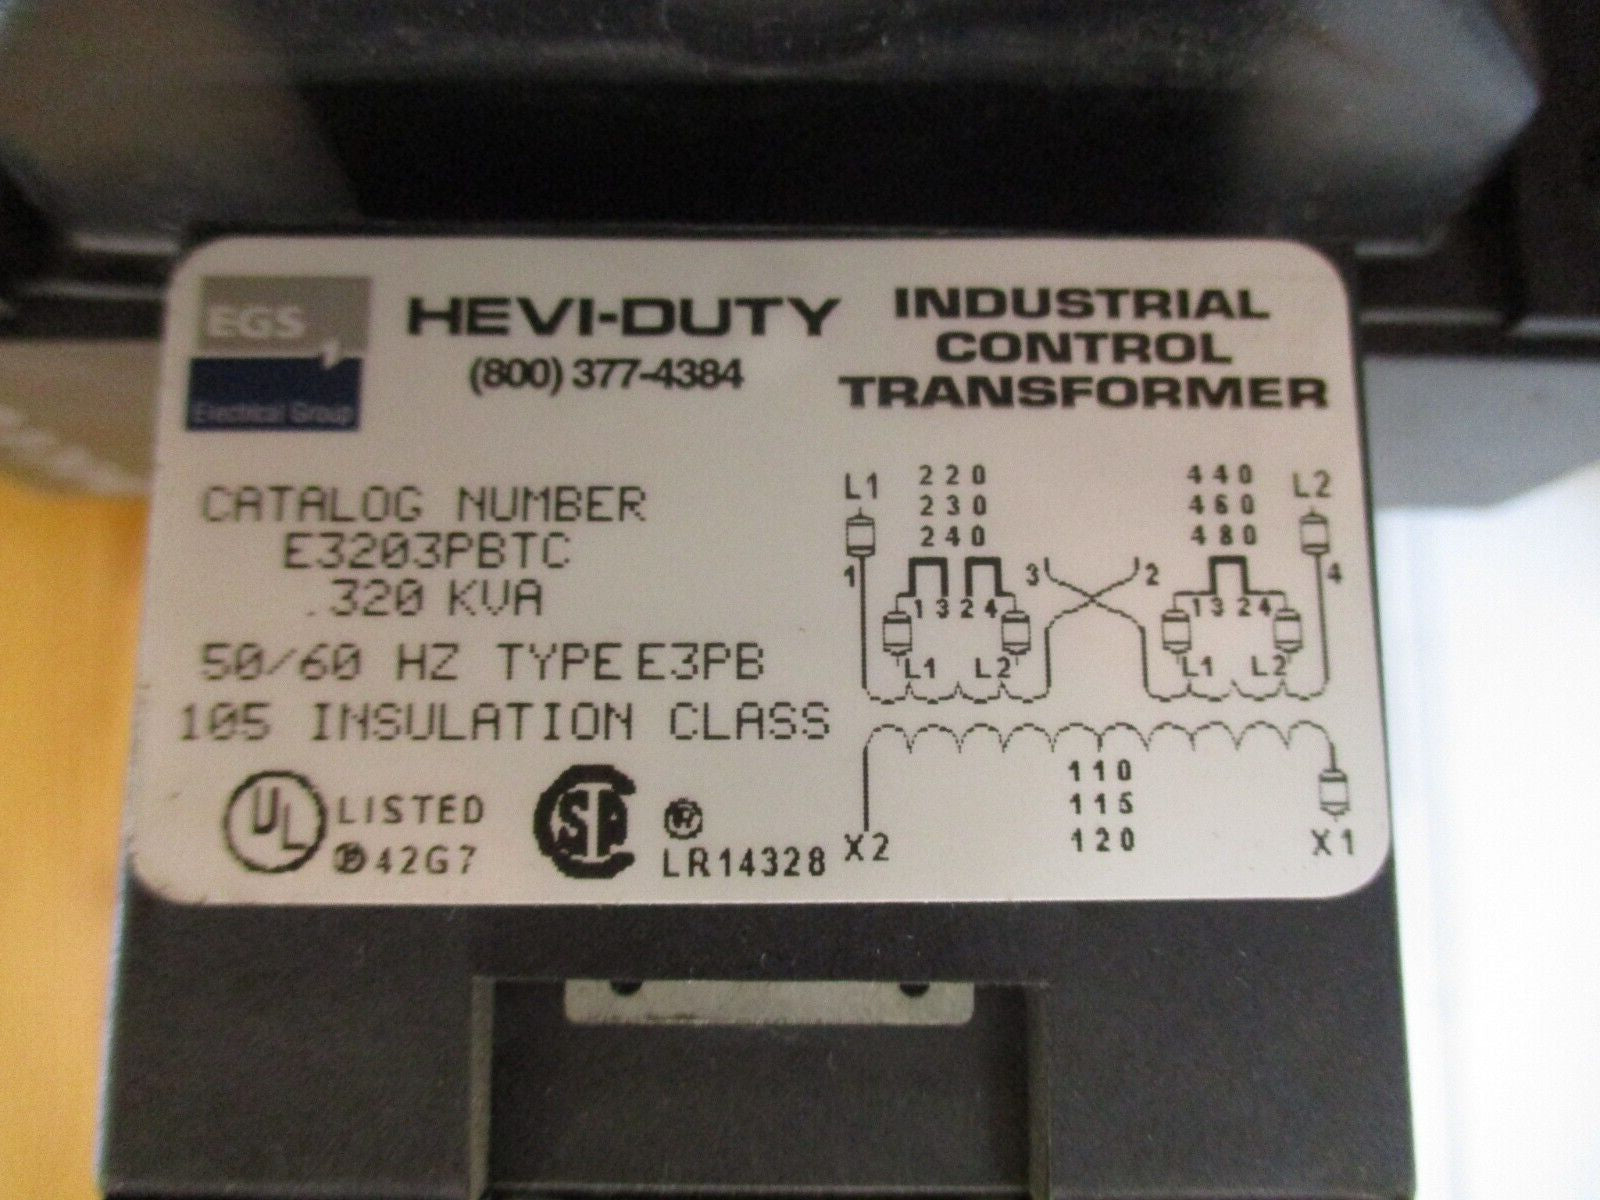 EGS
Electrical Group
HEVI-DUTY
(800) 377-4384
INDUSTRIAL
CONTROL
TRANSFORMER
CATALOG NUMBER
E3203PBTC
.320 KVA
50/60 HZ TYPE E3PB
105 INSULATION CLASS
UL LISTED
42G7
SP ®
LR14328
L1 220 440 L2
230 460
240 480
1 3 2 4
1 3 2 4 1 3 2 4
L1 L2 L1 L2
110
115
120
X2 X1